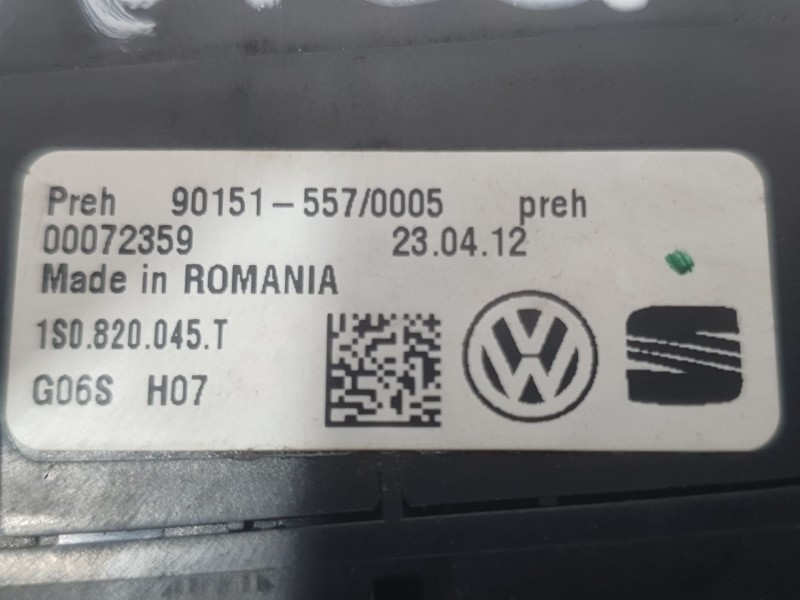 Preh 90151-557/0005 preh
00072359 23.04.12
Made in ROMANIA
1S0.820.045.T
G06S H07